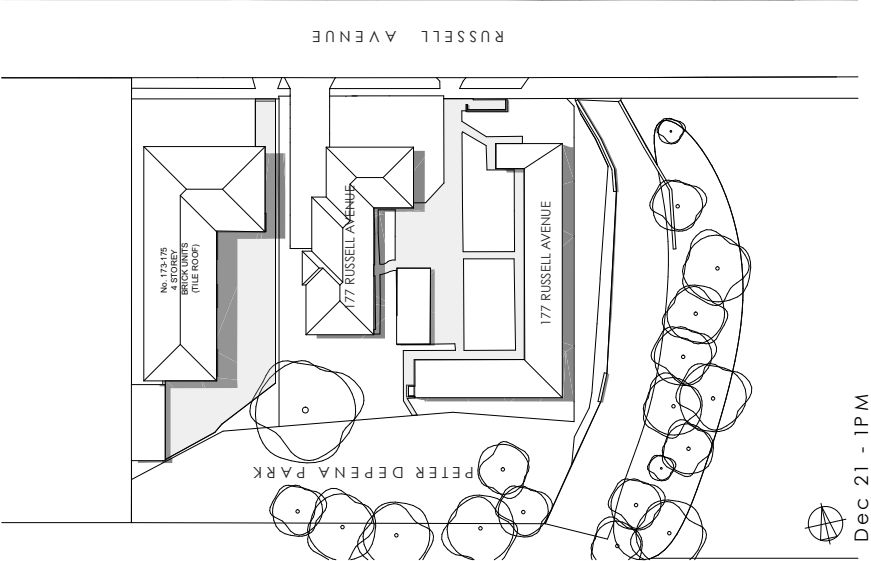 RUSSELL AVENUE
No. 173-175
4 STOREY
BRICK UNITS
(TILE ROOF)
177 RUSSELL AVENUE
177 RUSSELL AVENUE
PETER DEPENA PARK
Dec 21 - 1PM